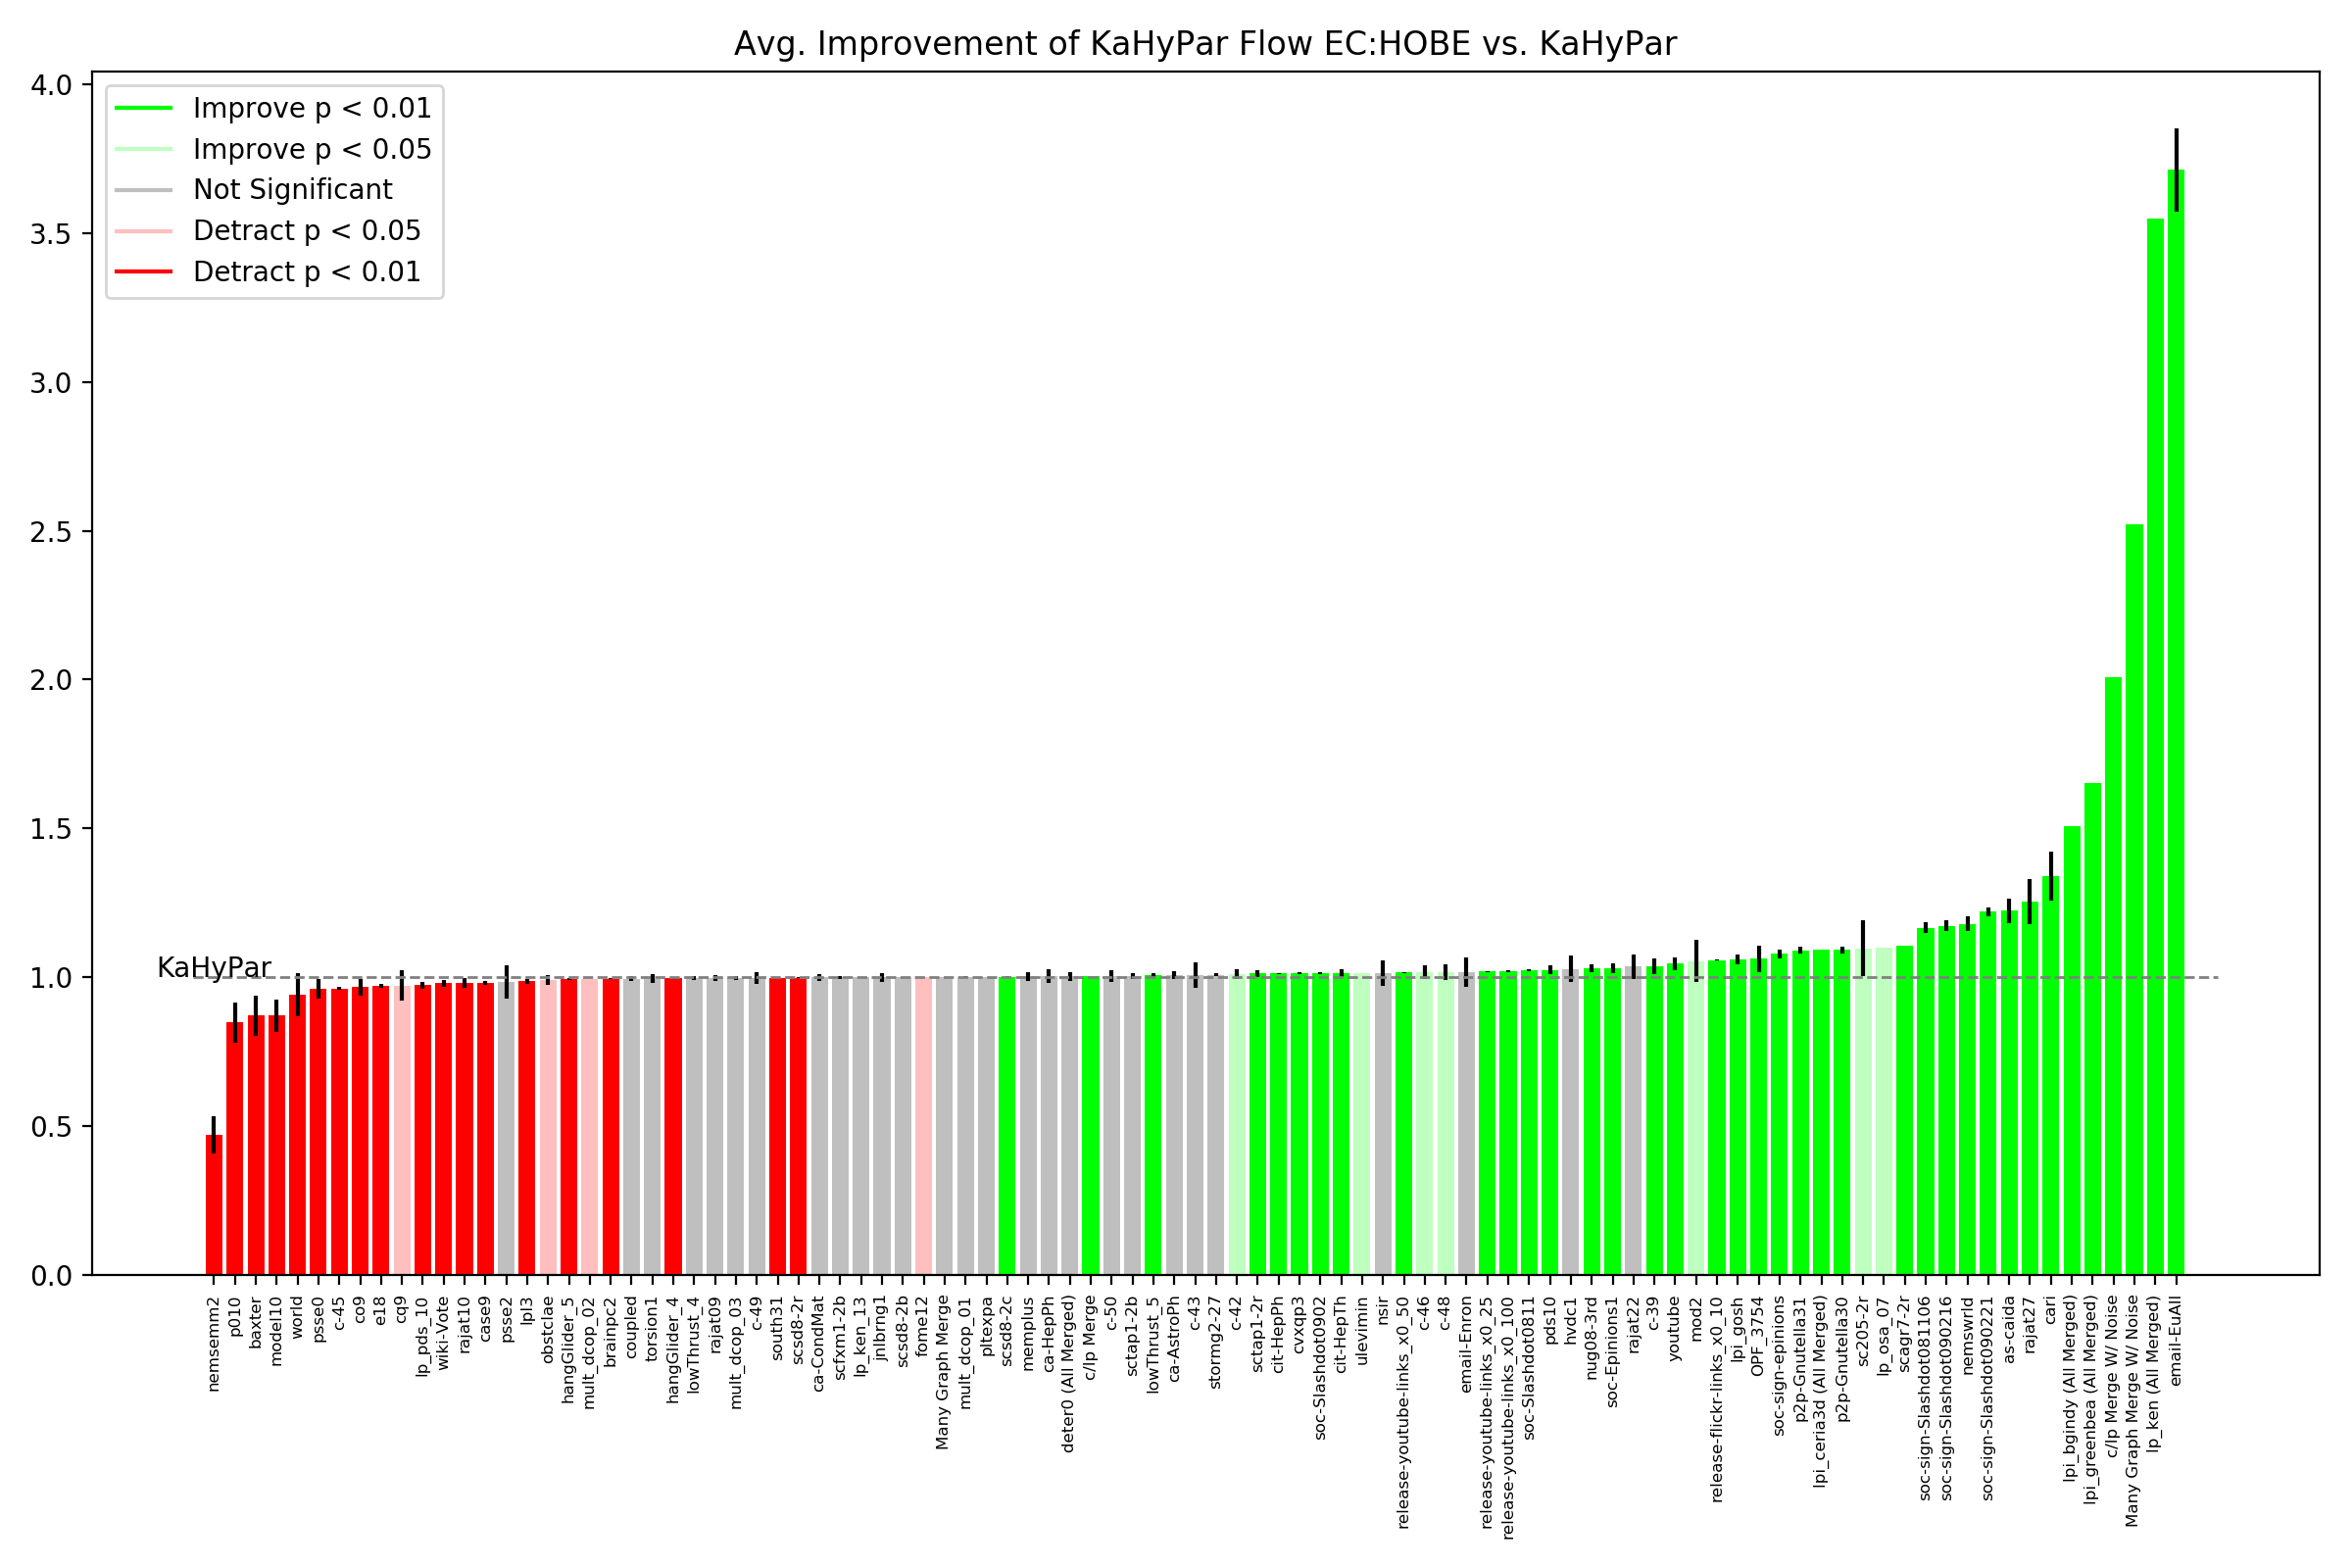 Avg. Improvement of KaHyPar Flow EC:HOBE vs. KaHyPar
4.0
3.5
3.0
2.5
2.0
1.5
1.0
0.5
0.0
Improve p < 0.01
Improve p < 0.05
Not Significant
Detract p < 0.05
Detract p < 0.01
KaHyPar
nemsemm2
p010
baxter
model10
world
psse0
c-45
co9
e18
cq9
lp_pds_10
wiki-Vote
rajat10
case9
psse2
lpl3
obstclae
hangGlider_5
mult_dcop_02
brainpc2
coupled
torsion1
hangGlider_4
lowThrust_4
rajat09
mult_dcop_03
c-49
south31
scsd8-2r
ca-CondMat
scfxm1-2b
lp_ken_13
jnlbrng1
scsd8-2b
fome12
Many Graph Merge
mult_dcop_01
pltexpa
scsd8-2c
memplus
ca-HepPh
deter0 (All Merged)
c/lp Merge
c-50
sctap1-2b
lowThrust_5
ca-AstroPh
c-43
stormg2-27
c-42
sctap1-2r
cit-HepPh
cvxqp3
soc-Slashdot0902
cit-HepTh
ulevimin
nsir
release-youtube-links_x0_50
c-46
c-48
email-Enron
release-youtube-links_x0_25
release-youtube-links_x0_100
soc-Slashdot0811
pds10
hvdc1
nug08-3rd
soc-Epinions1
rajat22
c-39
youtube
mod2
release-flickr-links_x0_10
lpi_gosh
OPF_3754
soc-sign-epinions
p2p-Gnutella31
lpi_ceria3d (All Merged)
p2p-Gnutella30
sc205-2r
lp_osa_07
scagr7-2r
soc-sign-Slashdot081106
soc-sign-Slashdot090216
nemswrld
soc-sign-Slashdot090221
as-caida
rajat27
cari
lpi_bgindy (All Merged)
lpi_greenbea (All Merged)
c/lp Merge W/ Noise
Many Graph Merge W/ Noise
lp_ken (All Merged)
email-EuAll